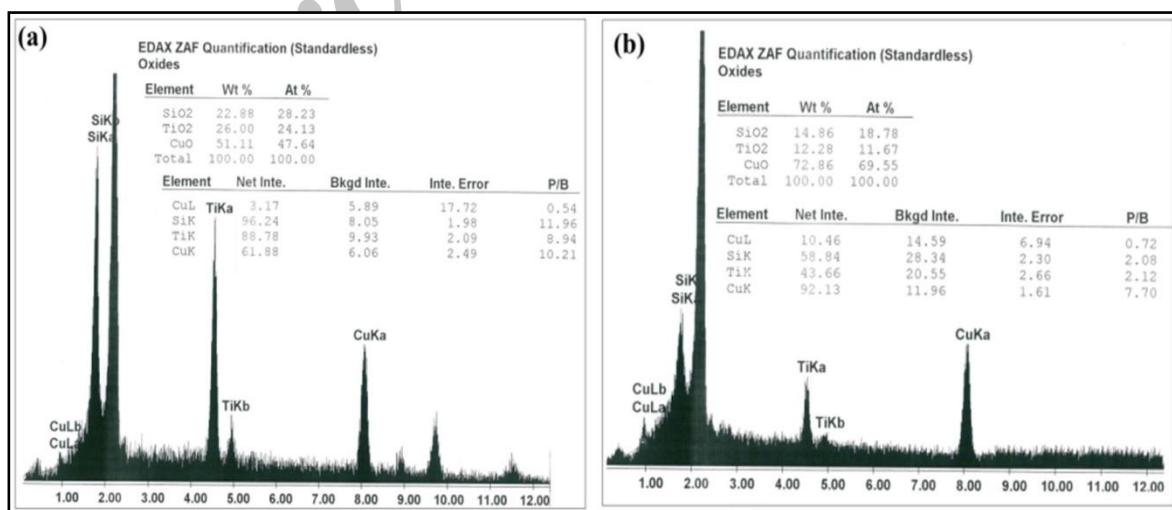 (a)
EDAX ZAF Quantification (Standardless)
Oxides
Element Wt % At %
SiO2 22.88 28.23
TiO2 26.00 24.13
CuO 51.11 47.64
Total 100.00 100.00
Element Net Inte. Bkgd Inte. Inte. Error P/B
CuL 3.17 5.89 17.72 0.54
SiK 96.24 8.05 1.98 11.96
TiK 88.78 9.93 2.09 8.94
CuK 61.88 6.06 2.49 10.21
SiKb
SiKa
TiKa
CuKa
TiKb
CuLb
CuLa
1.00 2.00 3.00 4.00 5.00 6.00 7.00 8.00 9.00 10.00 11.00 12.00
(b)
EDAX ZAF Quantification (Standardless)
Oxides
Element Wt % At %
SiO2 14.86 18.78
TiO2 12.28 11.67
CuO 72.86 69.55
Total 100.00 100.00
Element Net Inte. Bkgd Inte. Inte. Error P/B
CuL 10.46 14.59 6.94 0.72
SiK 58.84 28.34 2.30 2.08
TiK 43.66 20.55 2.66 2.12
CuK 92.13 11.96 1.61 7.70
SiK
SiKa
CuKa
TiKa
TiKb
CuLb
CuLa
1.00 2.00 3.00 4.00 5.00 6.00 7.00 8.00 9.00 10.00 11.00 12.00